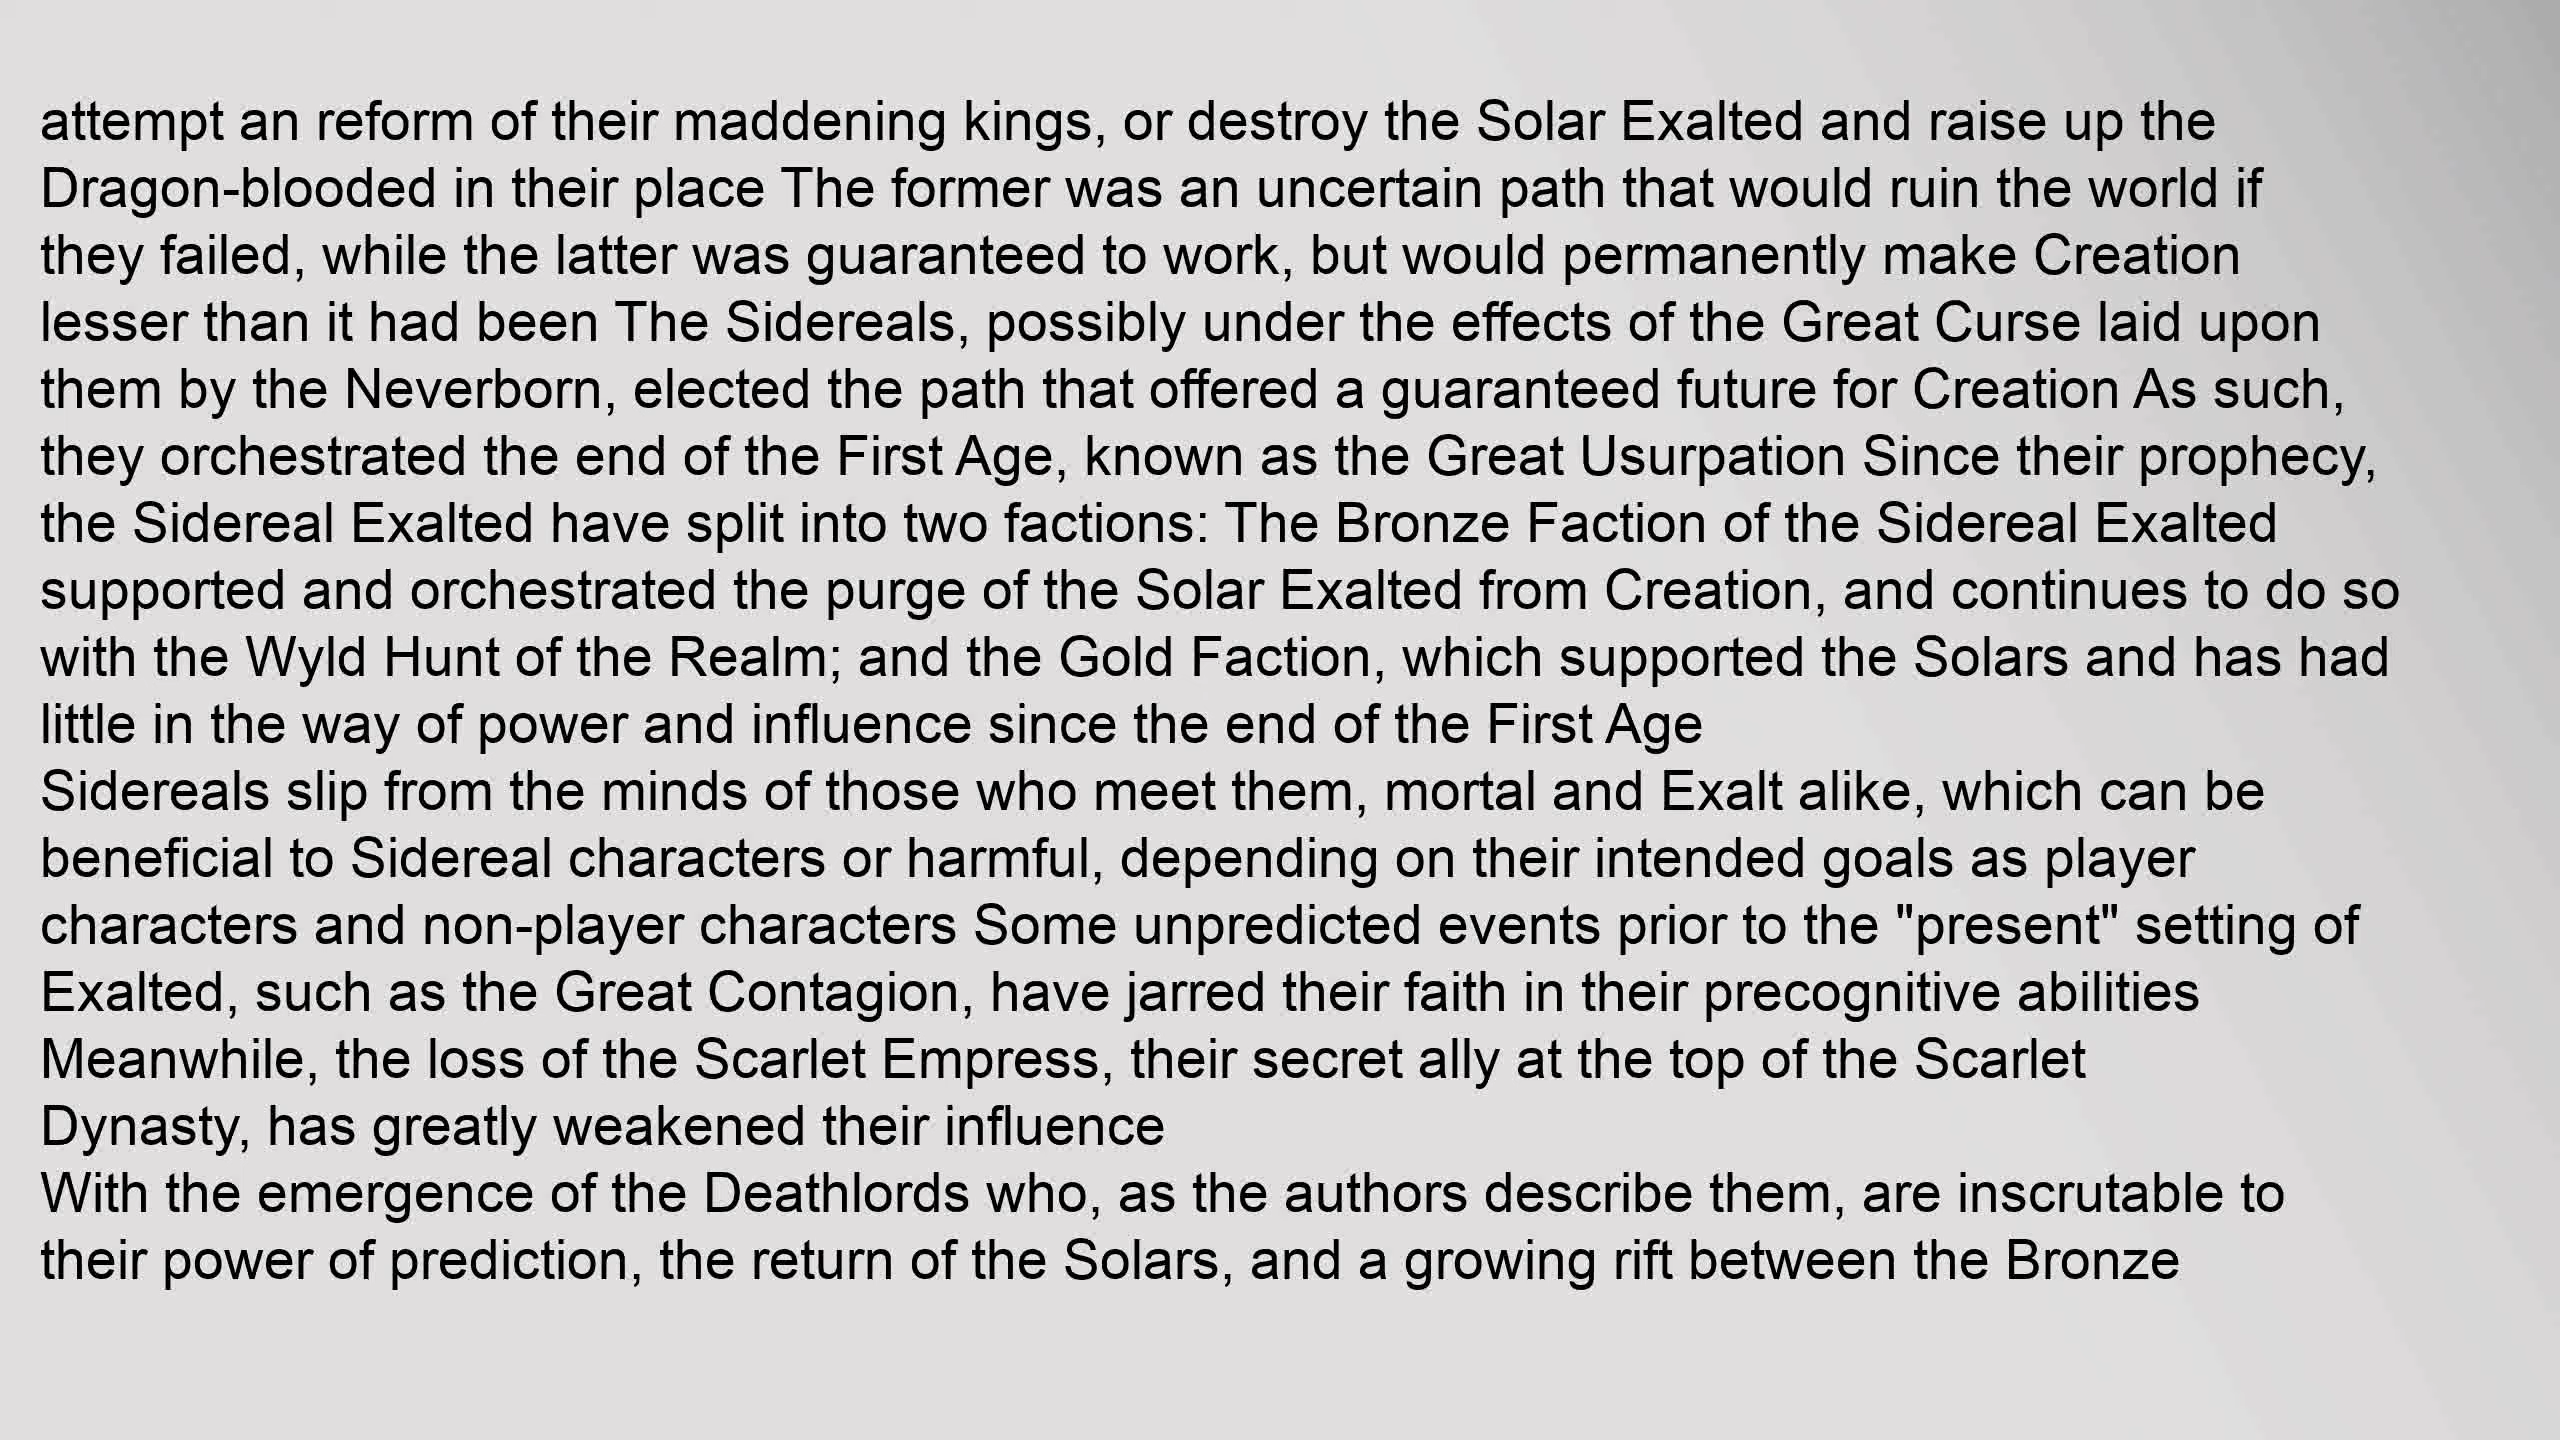 attempt an reform of their maddening kings, or destroy the Solar Exalted and raise up the
Dragon-blooded in their place The former was an uncertain path that would ruin the world if
they failed, while the latter was guaranteed to work, but would permanently make Creation
lesser than it had been The Sidereals, possibly under the effects of the Great Curse laid upon
them by the Neverborn, elected the path that offered a guaranteed future for Creation As such,
they orchestrated the end of the First Age, known as the Great Usurpation Since their prophecy,
the Sidereal Exalted have split into two factions: The Bronze Faction of the Sidereal Exalted
supported and orchestrated the purge of the Solar Exalted from Creation, and continues to do so
with the Wyld Hunt of the Realm; and the Gold Faction, which supported the Solars and has had
little in the way of power and influence since the end of the First Age
Sidereals slip from the minds of those who meet them, mortal and Exalt alike, which can be
beneficial to Sidereal characters or harmful, depending on their intended goals as player
characters and non-player characters Some unpredicted events prior to the "present" setting of
Exalted, such as the Great Contagion, have jarred their faith in their precognitive abilities
Meanwhile, the loss of the Scarlet Empress, their secret ally at the top of the Scarlet
Dynasty, has greatly weakened their influence
With the emergence of the Deathlords who, as the authors describe them, are inscrutable to
their power of prediction, the return of the Solars, and a growing rift between the Bronze